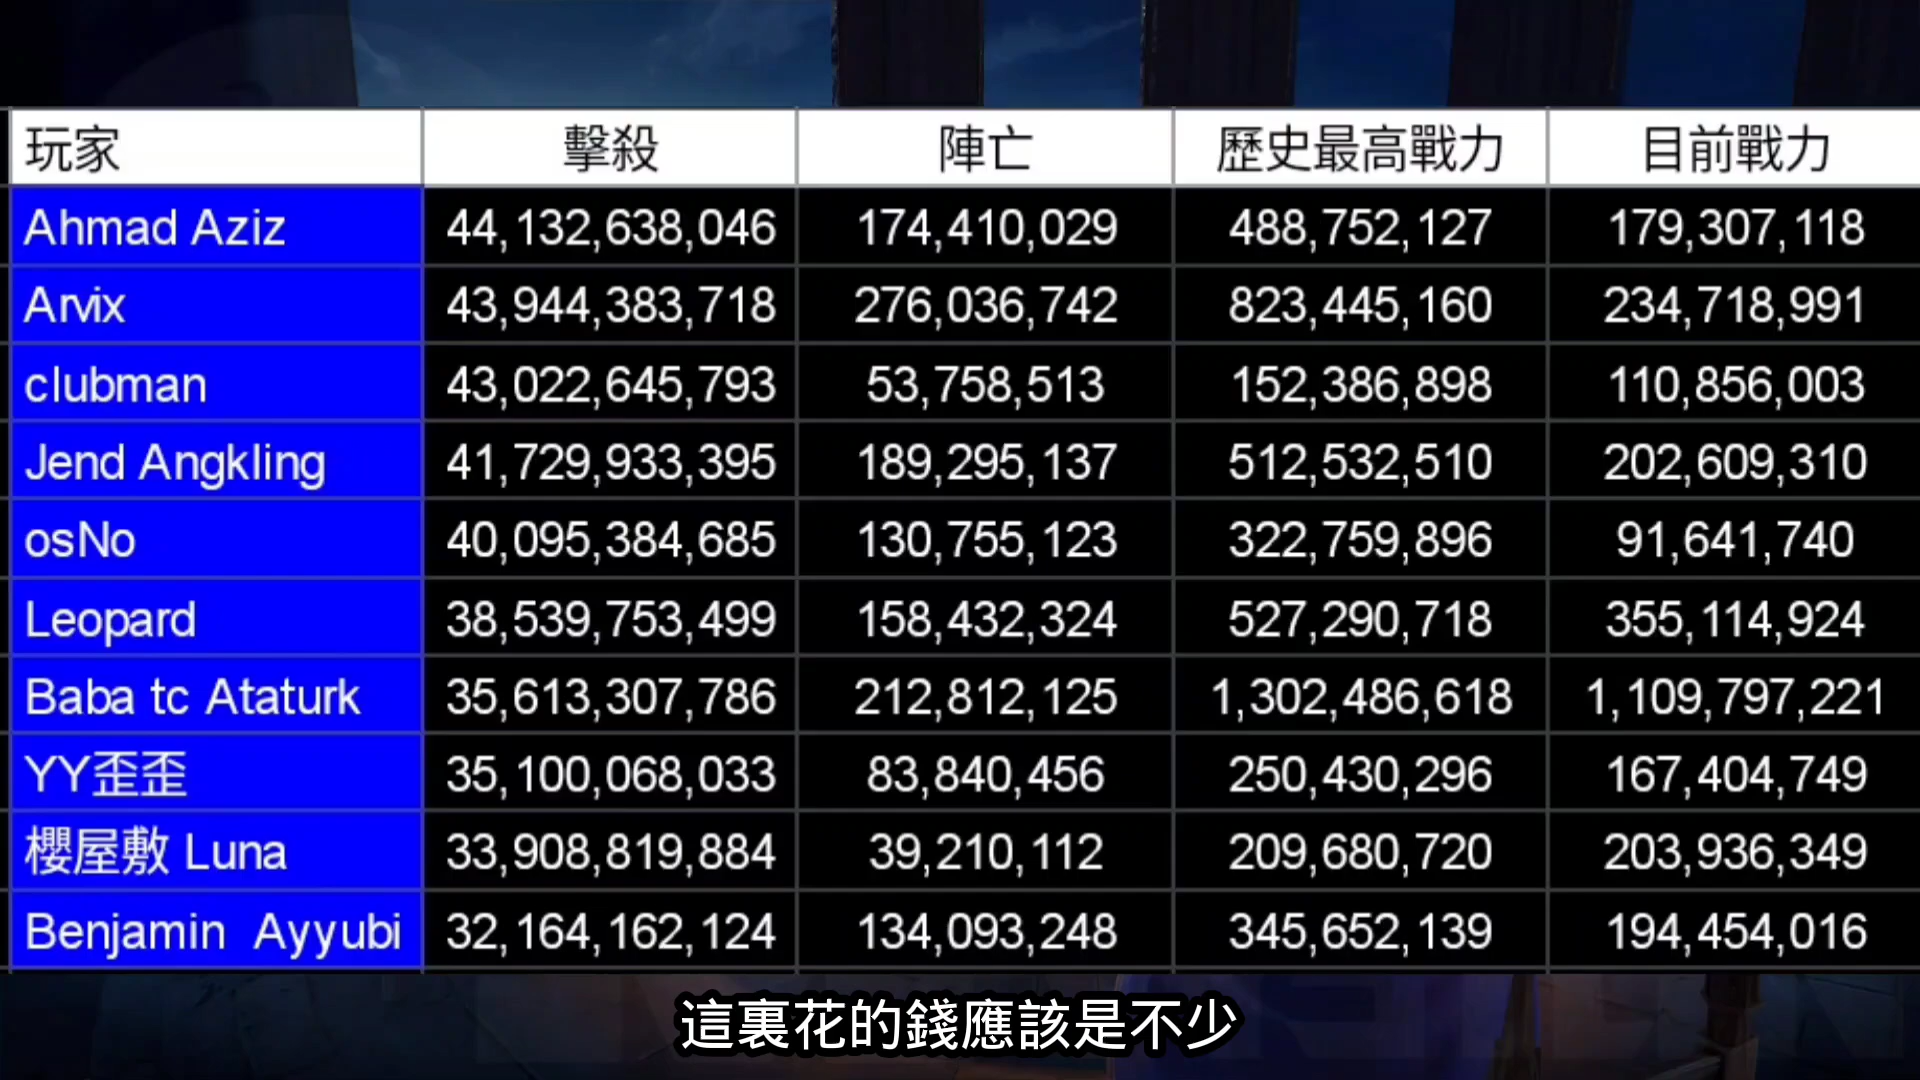 玩家 擊殺 陣亡 歷史最高戰力 目前戰力
Ahmad Aziz 44,132,638,046 174,410,029 488,752,127 179,307,118
Arvix 43,944,383,718 276,036,742 823,445,160 234,718,991
clubman 43,022,645,793 53,758,513 152,386,898 110,856,003
Jend Angkling 41,729,933,395 189,295,137 512,532,510 202,609,310
osNo 40,095,384,685 130,755,123 322,759,896 91,641,740
Leopard 38,539,753,499 158,432,324 527,290,718 355,114,924
Baba tc Ataturk 35,613,307,786 212,812,125 1,302,486,618 1,109,797,221
YY歪歪 35,100,068,033 83,840,456 250,430,296 167,404,749
櫻屋敷 Luna 33,908,819,884 39,210,112 209,680,720 203,936,349
Benjamin  Ayyubi 32,164,162,124 134,093,248 345,652,139 194,454,016
這裏花的錢應該是不少